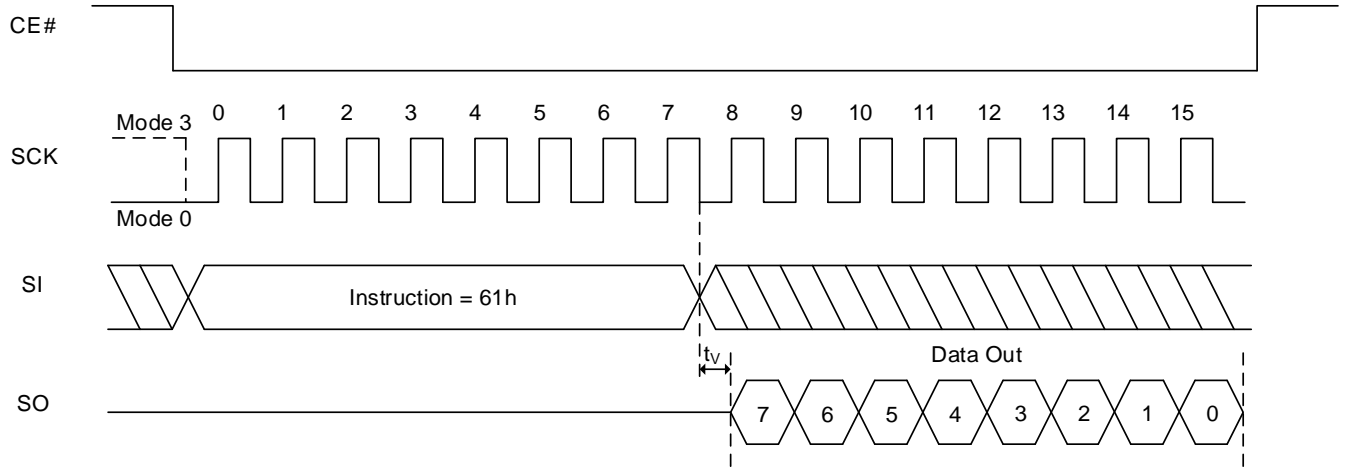 CE#
0 1 2 3 4 5 6 7 8 9 10 11 12 13 14 15
Mode 3
SCK
Mode 0
SI
Instruction = 61h
tV
Data Out
SO
7 6 5 4 3 2 1 0